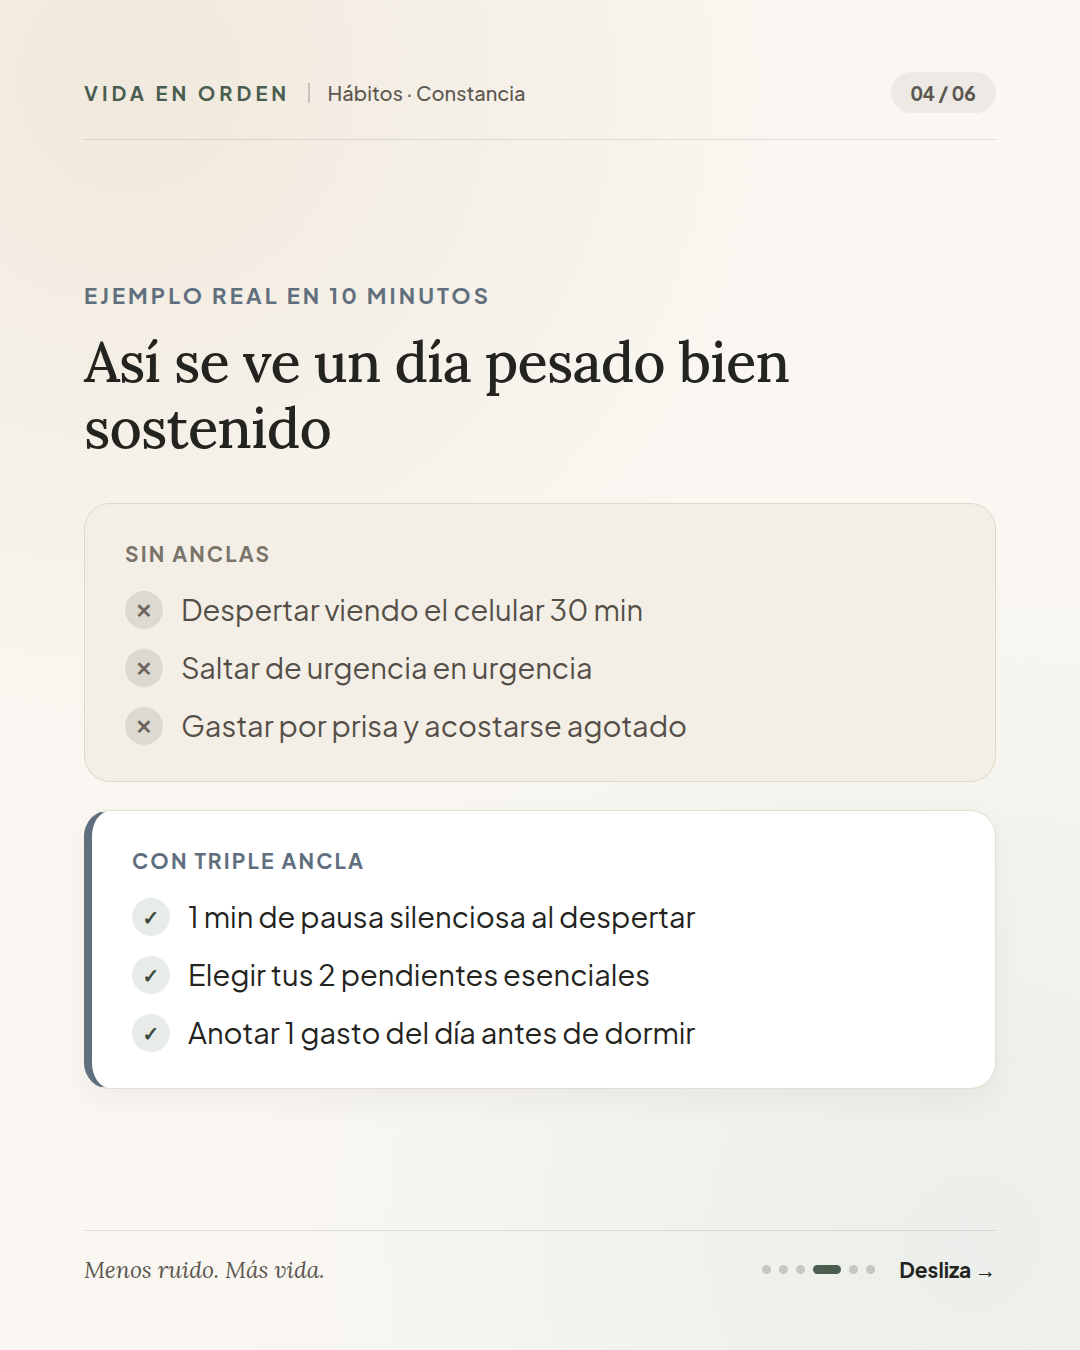 VIDA EN ORDEN | Hábitos · Constancia
04 / 06
EJEMPLO REAL EN 10 MINUTOS
Así se ve un día pesado bien
sostenido
SIN ANCLAS
✕ Despertar viendo el celular 30 min
✕ Saltar de urgencia en urgencia
✕ Gastar por prisa y acostarse agotado
CON TRIPLE ANCLA
✓ 1 min de pausa silenciosa al despertar
✓ Elegir tus 2 pendientes esenciales
✓ Anotar 1 gasto del día antes de dormir
Menos ruido. Más vida.
Desliza →